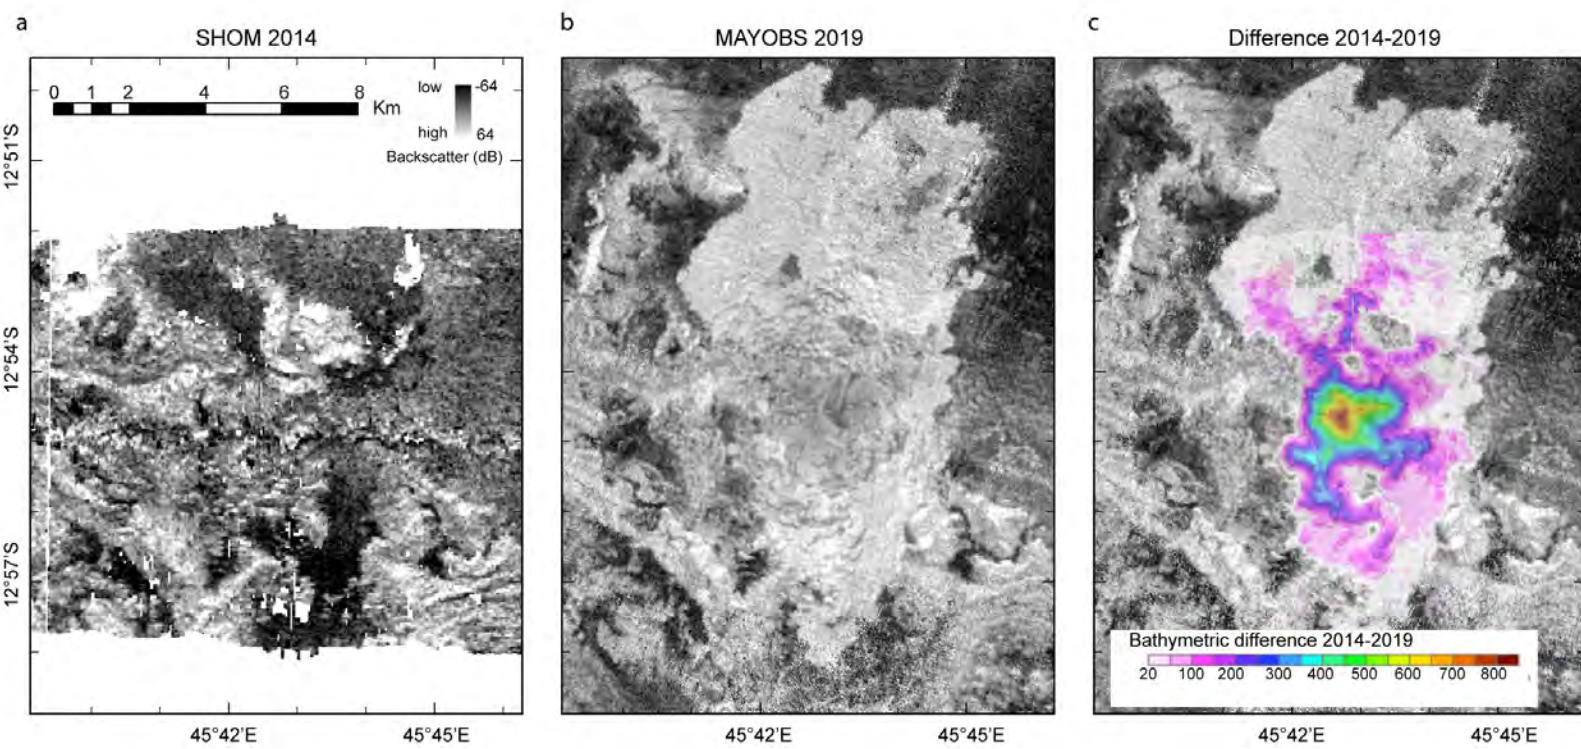 a
SHOM 2014
0 1 2 4 6 8
Km
low -64
high 64
Backscatter (dB)
12°51'S
12°54'S
12°57'S
45°42'E 45°45'E
b
MAYOBS 2019
45°42'E 45°45'E
c
Difference 2014-2019
Bathymetric difference 2014-2019
20 100 200 300 400 500 600 700 800
45°42'E 45°45'E